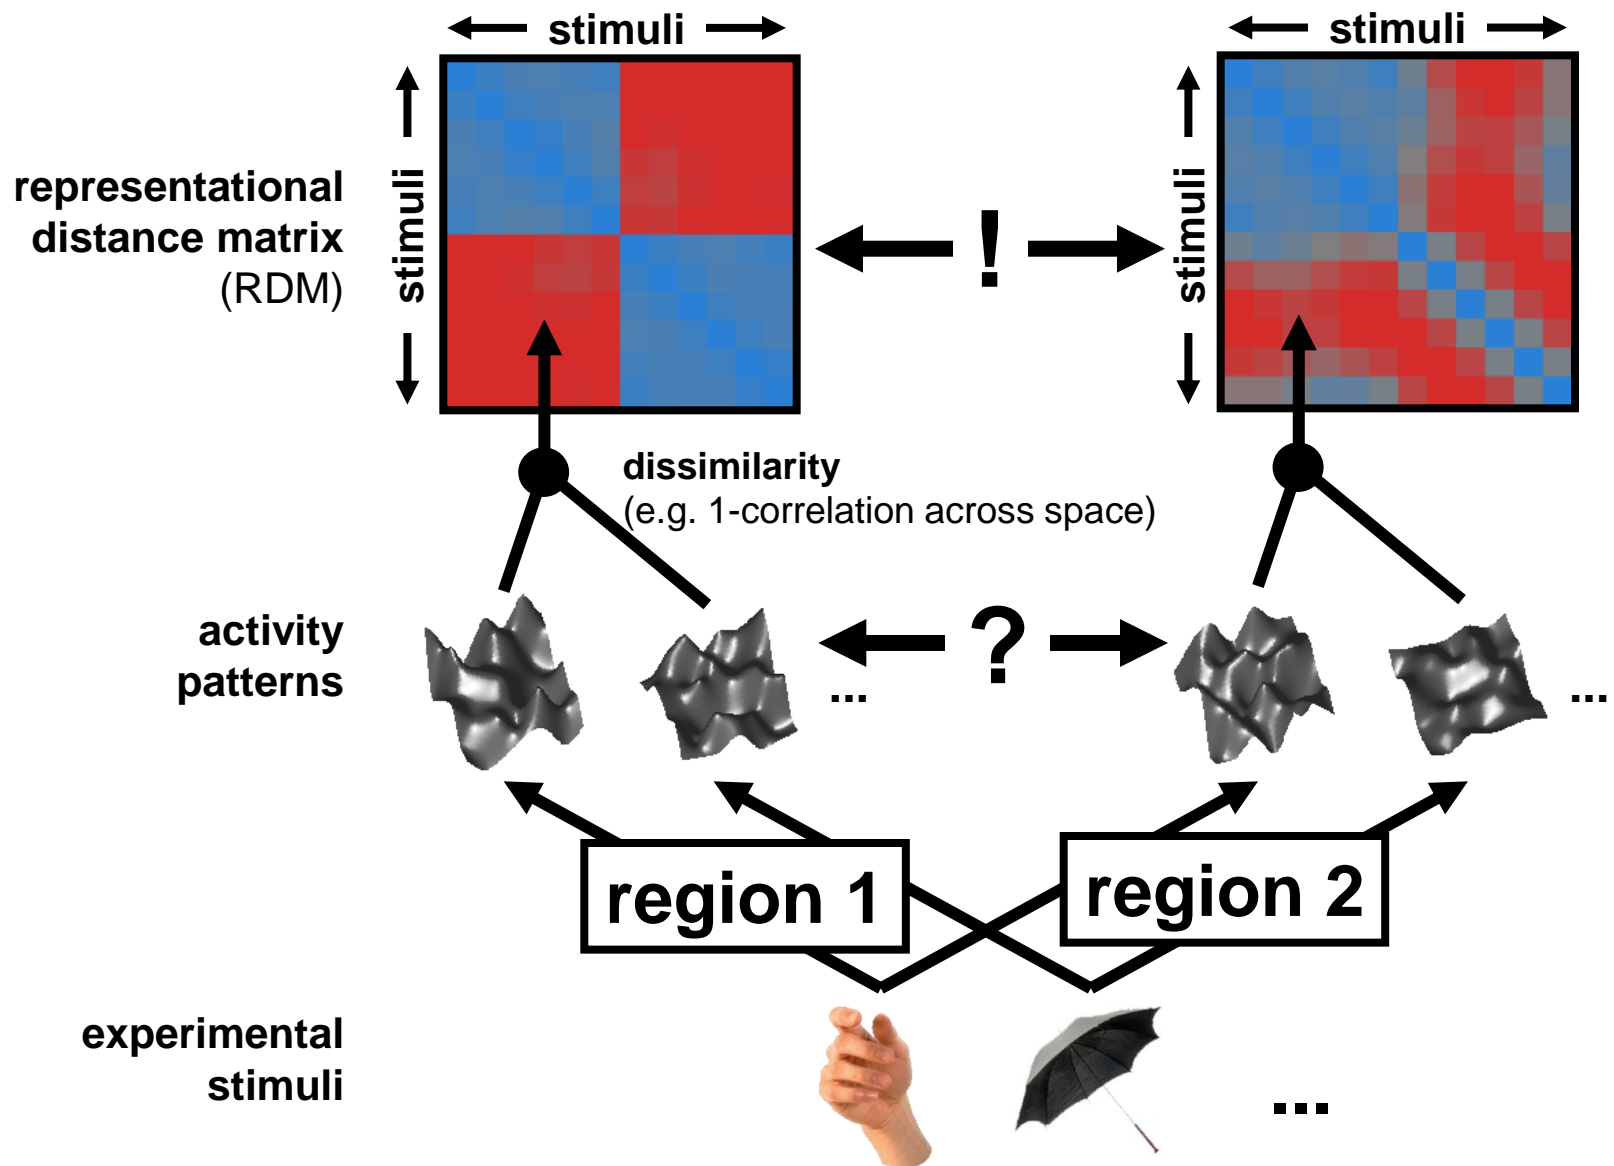 stimuli
stimuli
stimuli
stimuli
representational
distance matrix
(RDM)
!
dissimilarity
(e.g. 1-correlation across space)
activity
patterns
...
?
...
region 1
region 2
experimental
stimuli
...